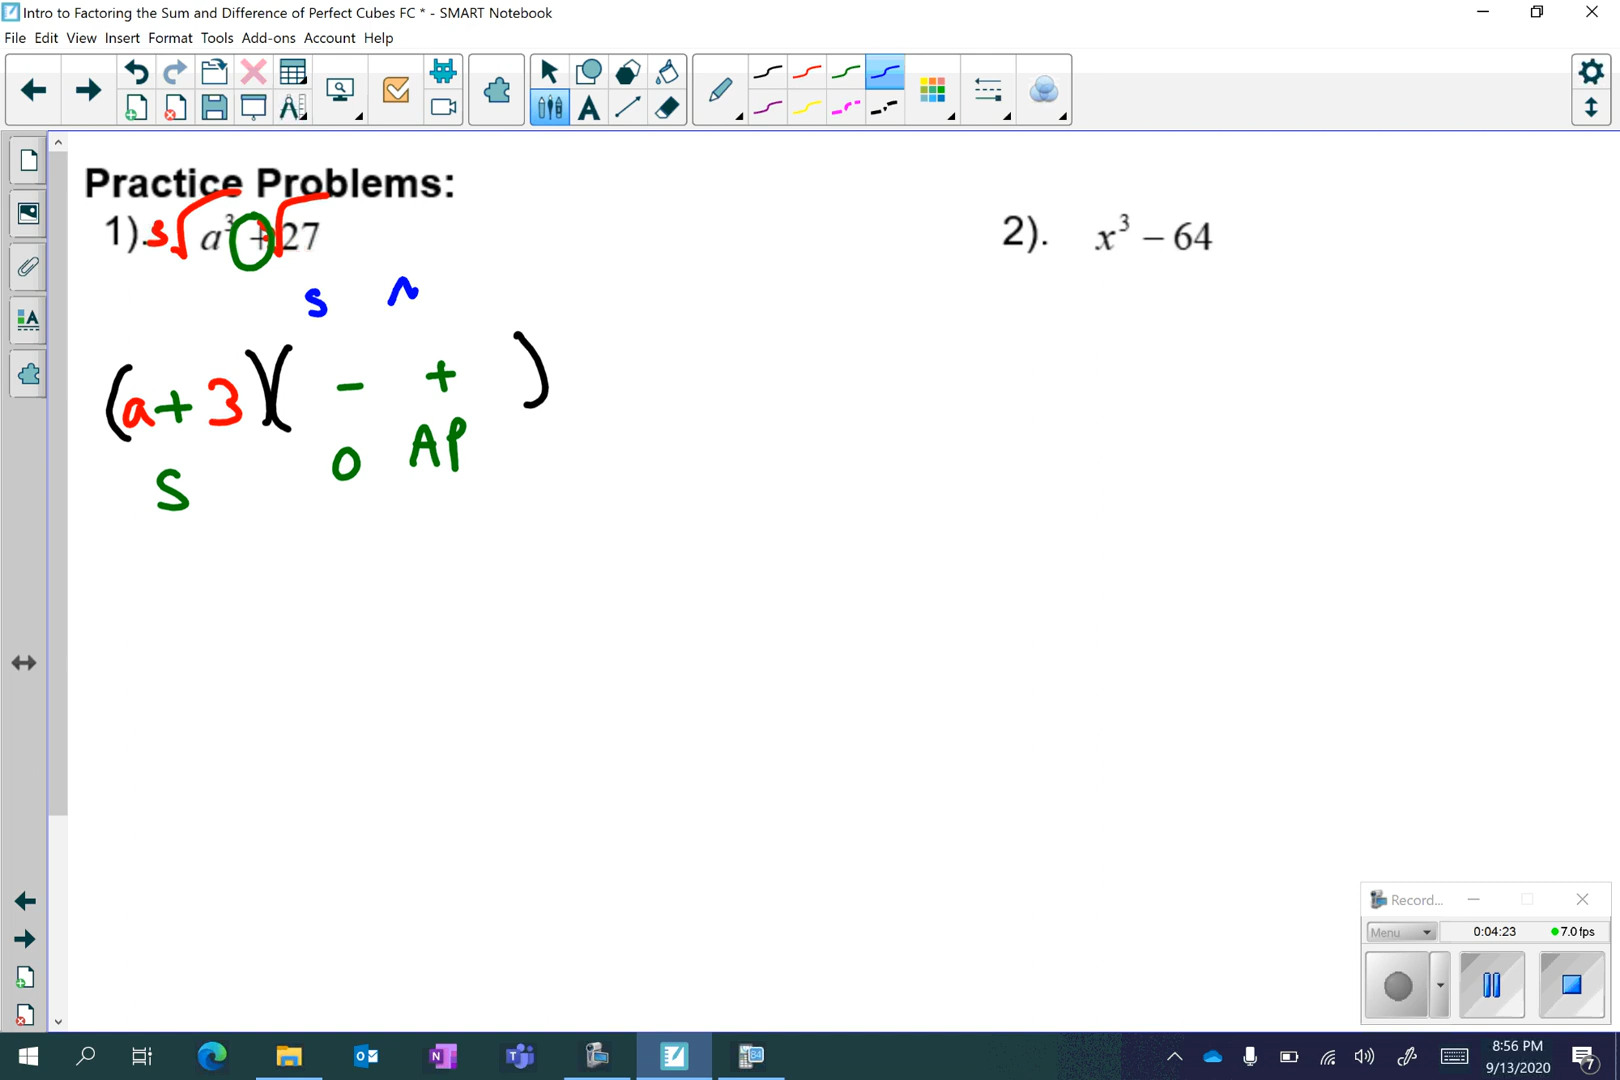 Intro to Factoring the Sum and Difference of Perfect Cubes FC * - SMART Notebook
File Edit View Insert Format Tools Add-ons Account Help
Practice Problems:
1). 3√a³ + √27
2). x³ − 64
S
(a + 3)( − + )
O AP
S
Record...
Menu 0:04:23 7.0 fps
8:56 PM
9/13/2020
7